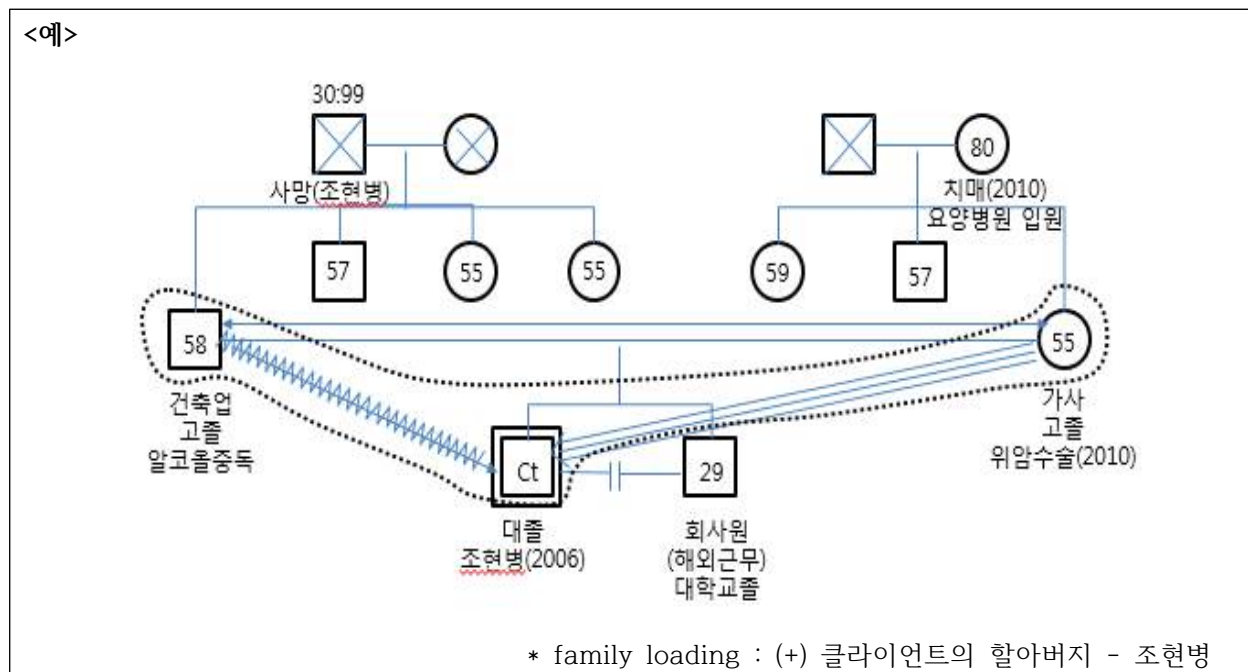 <예>
30:99
80
사망(조현병)
치매(2010)
요양병원 입원
57
55
55
59
57
58
55
건축업
고졸
알코올중독
가사
고졸
위암수술(2010)
Ct
29
대졸
조현병(2006)
회사원
(해외근무)
대학교졸
* family loading : (+) 클라이언트의 할아버지 - 조현병